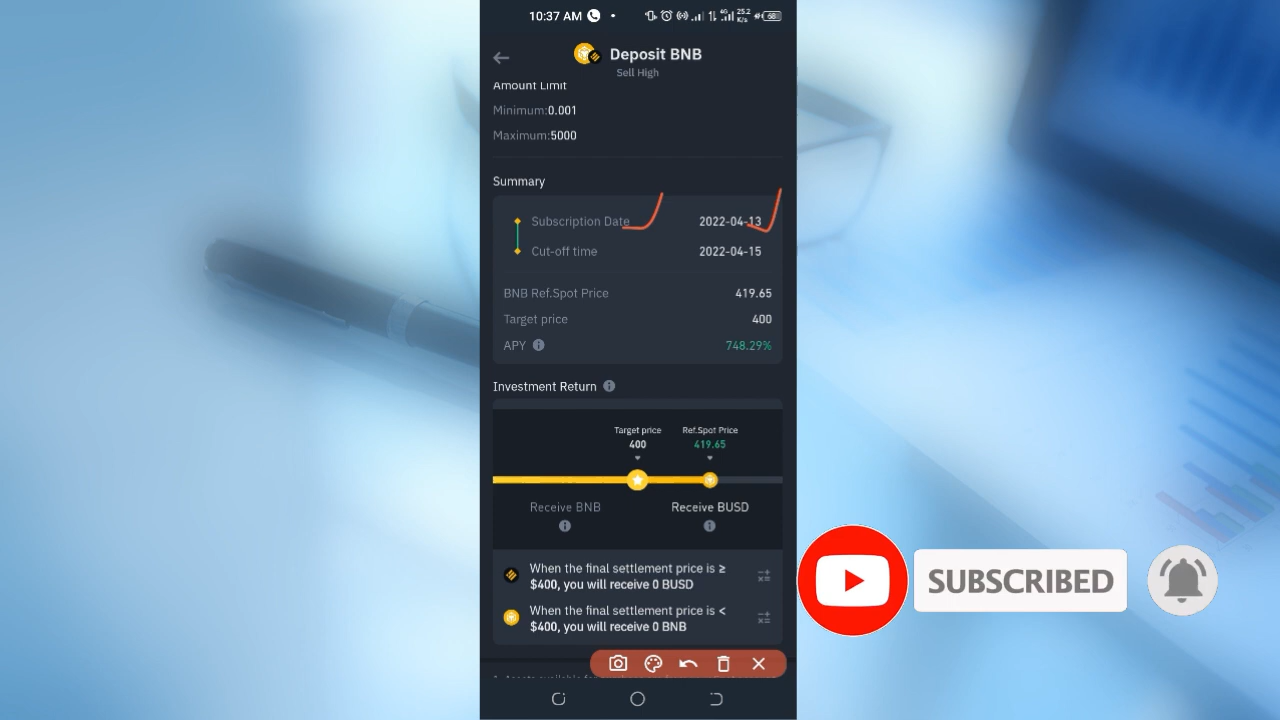 10:37 AM
4G
25.2
K/s
68
Deposit BNB
Sell High
Amount Limit
Minimum:0.001
Maximum:5000
Summary
Subscription Date 2022-04-13
Cut-off time 2022-04-15
BNB Ref.Spot Price 419.65
Target price 400
APY 748.29%
Investment Return
Target price Ref.Spot Price
400 419.65
Receive BNB Receive BUSD
When the final settlement price is ≥
$400, you will receive 0 BUSD
When the final settlement price is <
$400, you will receive 0 BNB
SUBSCRIBED